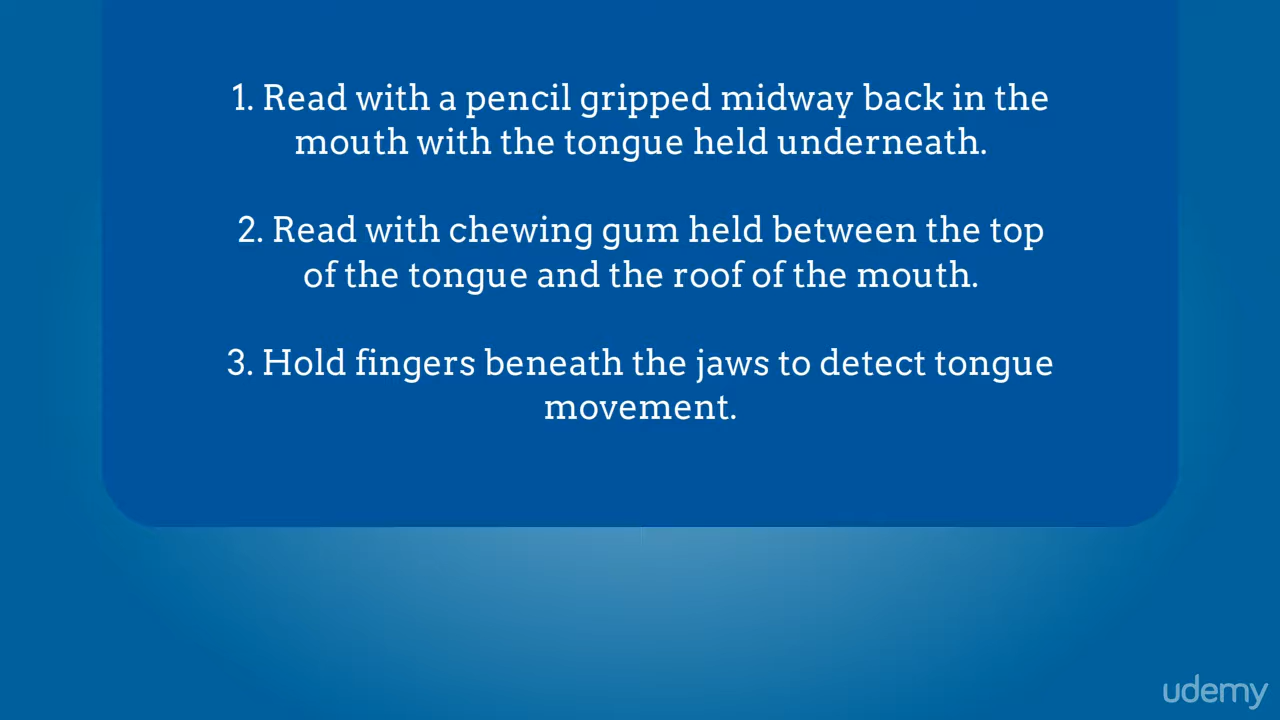 1. Read with a pencil gripped midway back in the
mouth with the tongue held underneath.
2. Read with chewing gum held between the top
of the tongue and the roof of the mouth.
3. Hold fingers beneath the jaws to detect tongue
movement.
udemy